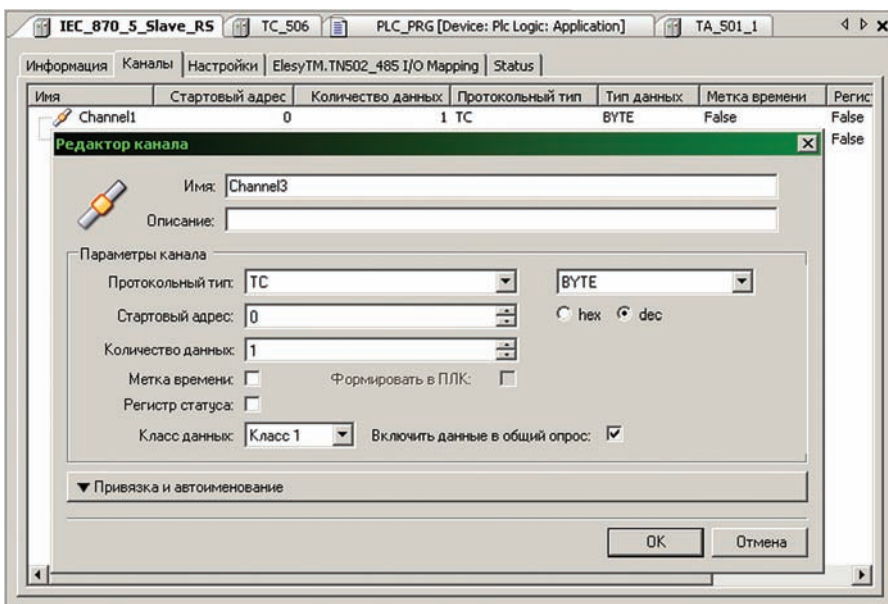 IEC_870_5_Slave_RS TC_506 PLC_PRG [Device: Plc Logic: Application] TA_501_1
Информация Каналы Настройки ElesyTM.TN502_485 I/O Mapping Status
Имя Стартовый адрес Количество данных Протокольный тип Тип данных Метка времени Регис
Channel1 0 1 ТС BYTE False False
False
Редактор канала
Имя: Channel3
Описание:
Параметры канала
Протокольный тип: ТС BYTE
Стартовый адрес: 0 hex dec
Количество данных: 1
Метка времени: Формировать в ПЛК:
Регистр статуса:
Класс данных: Класс 1 Включить данные в общий опрос:
Привязка и автоименование
OK Отмена